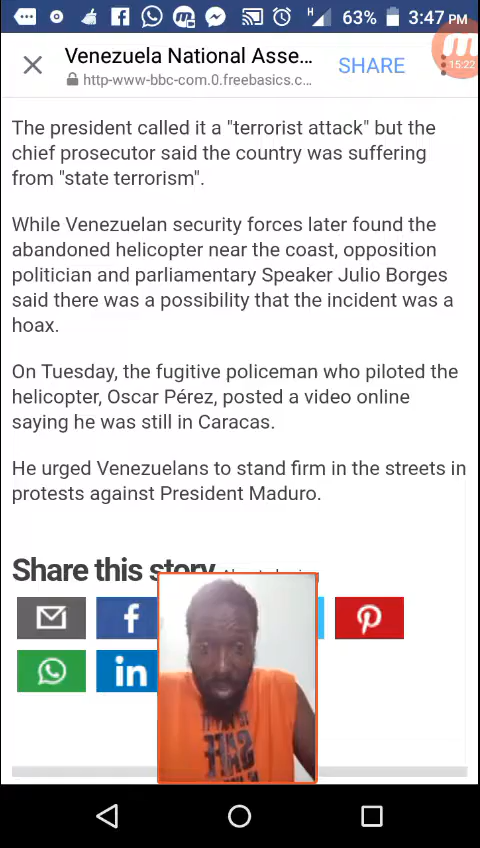 H 63% 3:47 PM
Venezuela National Asse... SHARE
http-www-bbc-com.0.freebasics.c...
15:22
The president called it a "terrorist attack" but the
chief prosecutor said the country was suffering
from "state terrorism".
While Venezuelan security forces later found the
abandoned helicopter near the coast, opposition
politician and parliamentary Speaker Julio Borges
said there was a possibility that the incident was a
hoax.
On Tuesday, the fugitive policeman who piloted the
helicopter, Oscar Pérez, posted a video online
saying he was still in Caracas.
He urged Venezuelans to stand firm in the streets in
protests against President Maduro.
Share this story
f
in